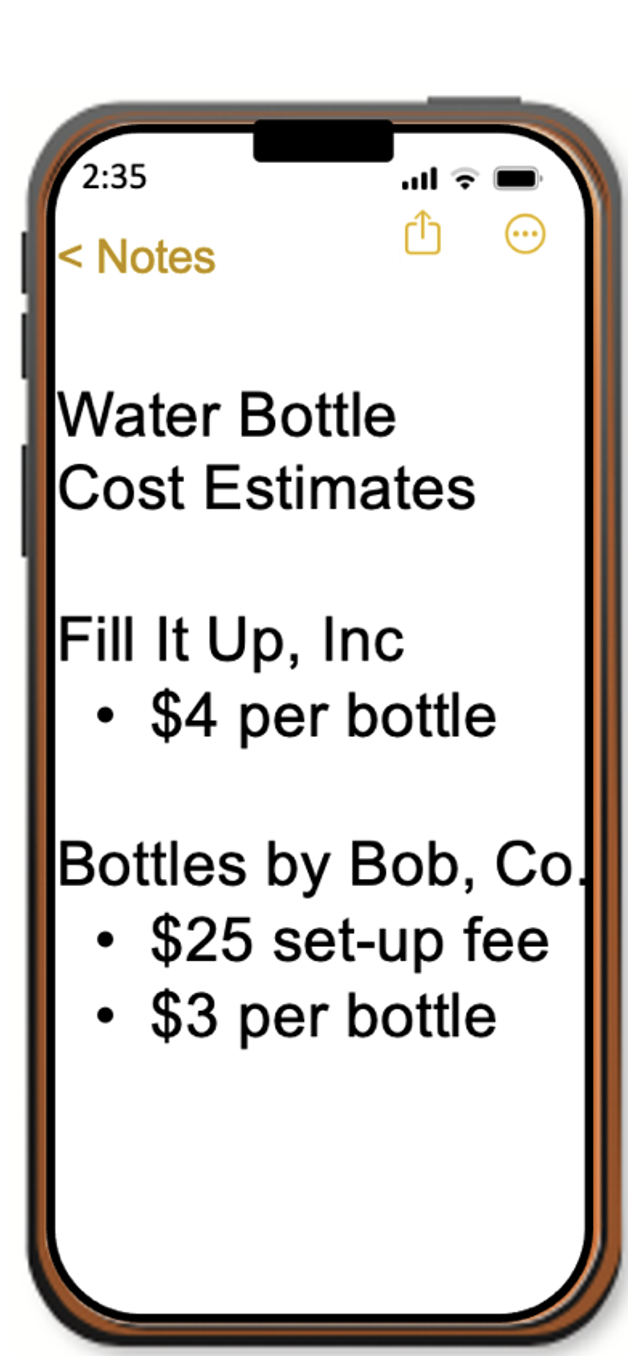 2:35
< Notes
Water Bottle
Cost Estimates
Fill It Up, Inc
• $4 per bottle
Bottles by Bob, Co.
• $25 set-up fee
• $3 per bottle